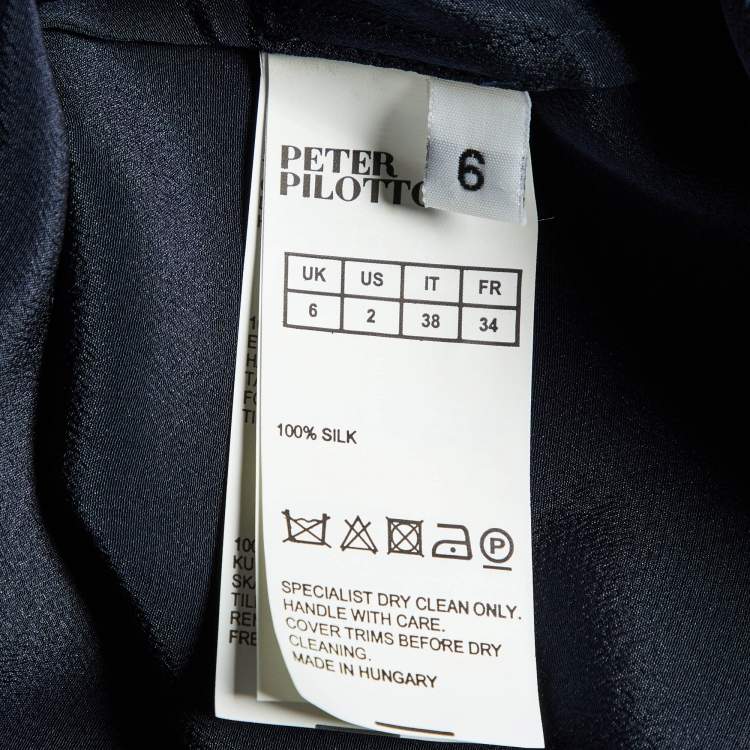 PETER
PILOTTO
6
UK US IT FR
6 2 38 34
100% SILK
P
SPECIALIST DRY CLEAN ONLY.
HANDLE WITH CARE.
COVER TRIMS BEFORE DRY
CLEANING.
MADE IN HUNGARY